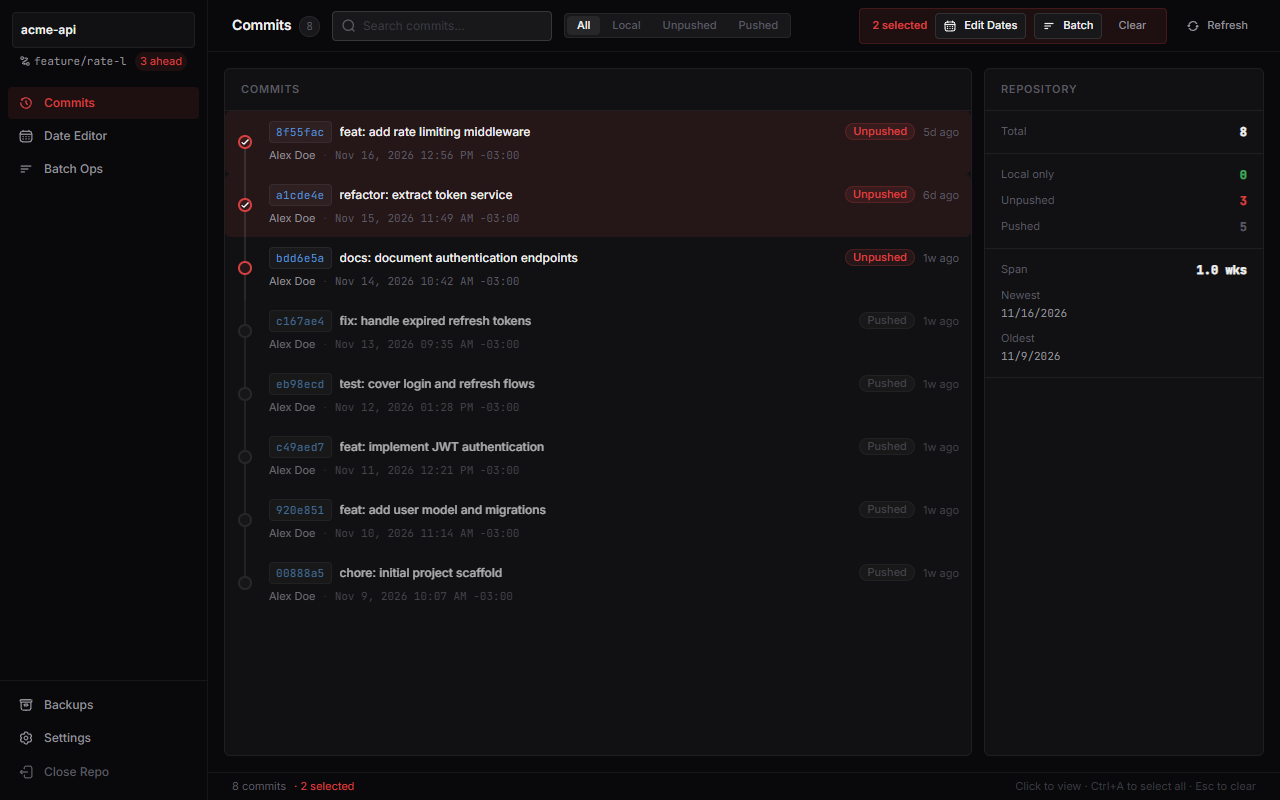 acme-api
feature/rate-l 3 ahead
Commits
Date Editor
Batch Ops
Backups
Settings
Close Repo
Commits 8
Search commits...
All Local Unpushed Pushed
2 selected Edit Dates Batch Clear
Refresh
COMMITS
8f55fac feat: add rate limiting middleware Unpushed 5d ago
Alex Doe · Nov 16, 2026 12:56 PM -03:00
a1cde4e refactor: extract token service Unpushed 6d ago
Alex Doe · Nov 15, 2026 11:49 AM -03:00
bdd6e5a docs: document authentication endpoints Unpushed 1w ago
Alex Doe · Nov 14, 2026 10:42 AM -03:00
c167ae4 fix: handle expired refresh tokens Pushed 1w ago
Alex Doe · Nov 13, 2026 09:35 AM -03:00
eb98ecd test: cover login and refresh flows Pushed 1w ago
Alex Doe · Nov 12, 2026 01:28 PM -03:00
c49aed7 feat: implement JWT authentication Pushed 1w ago
Alex Doe · Nov 11, 2026 12:21 PM -03:00
920e851 feat: add user model and migrations Pushed 1w ago
Alex Doe · Nov 10, 2026 11:14 AM -03:00
00888a5 chore: initial project scaffold Pushed 1w ago
Alex Doe · Nov 9, 2026 10:07 AM -03:00
REPOSITORY
Total 8
Local only 0
Unpushed 3
Pushed 5
Span 1.0 wks
Newest
11/16/2026
Oldest
11/9/2026
8 commits · 2 selected
Click to view · Ctrl+A to select all · Esc to clear